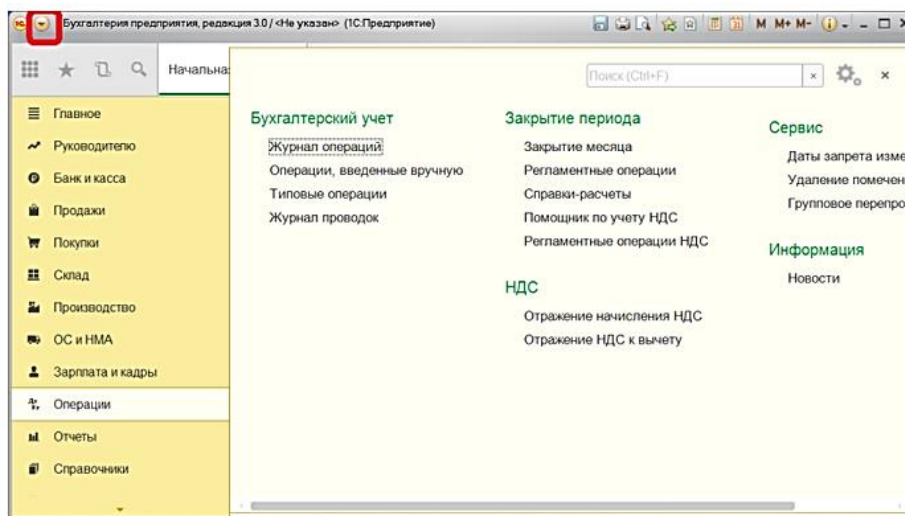 Бухгалтерия предприятия, редакция 3.0 / <Не указан> (1С:Предприятие)
M M+ M-
Начальна
Поиск (Ctrl+F)
Главное
Руководителю
Банк и касса
Продажи
Покупки
Склад
Производство
ОС и НМА
Зарплата и кадры
Операции
Отчеты
Справочники
Бухгалтерский учет
Журнал операций
Операции, введенные вручную
Типовые операции
Журнал проводок
Закрытие периода
Закрытие месяца
Регламентные операции
Справки-расчеты
Помощник по учету НДС
Регламентные операции НДС
НДС
Отражение начисления НДС
Отражение НДС к вычету
Сервис
Даты запрета изме
Удаление помечен
Групповое перепро
Информация
Новости